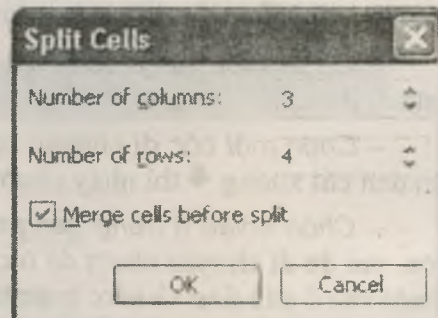 Split Cells
Number of columns: 3
Number of rows: 4
Merge cells before split
OK Cancel